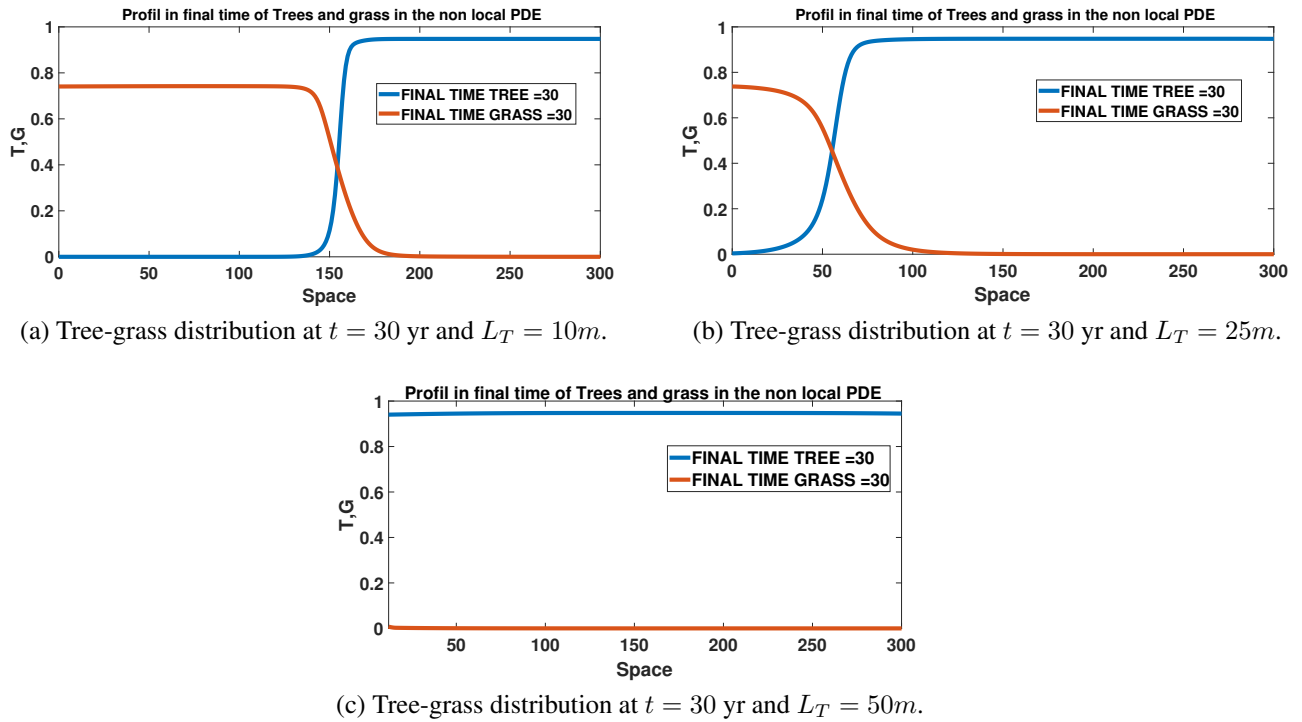 Profil in final time of Trees and grass in the non local PDE
1
0.8
0.6
0.4
0.2
0
T,G
FINAL TIME TREE =30
FINAL TIME GRASS =30
0 50 100 150 200 250 300
Space
(a) Tree-grass distribution at t = 30 yr and L_T = 10m.
Profil in final time of Trees and grass in the non local PDE
1
0.8
0.6
0.4
0.2
0
T,G
FINAL TIME TREE =30
FINAL TIME GRASS =30
0 50 100 150 200 250 300
Space
(b) Tree-grass distribution at t = 30 yr and L_T = 25m.
Profil in final time of Trees and grass in the non local PDE
1
0.8
0.6
0.4
0.2
0
T,G
FINAL TIME TREE =30
FINAL TIME GRASS =30
50 100 150 200 250 300
Space
(c) Tree-grass distribution at t = 30 yr and L_T = 50m.